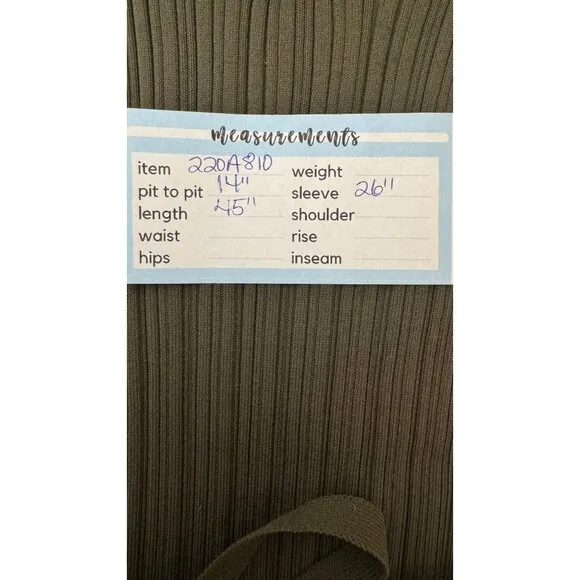 measurements
item 220A810 weight
pit to pit 14" sleeve 26"
length 45" shoulder
waist rise
hips inseam